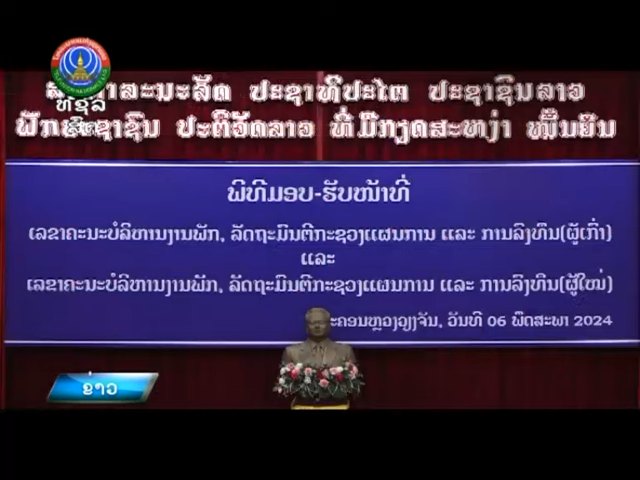 ທຊລ
ສາທາລະນະລັດ ປະຊາທິປະໄຕ ປະຊາຊົນລາວ
ພັກປະຊາຊົນ ປະຕິວັດລາວ ທີ່ມີກຽດສະຫງ່າ ໝັ້ນຍືນ
ພິທີມອບ-ຮັບໜ້າທີ່
ເລຂາຄະນະບໍລິຫານງານພັກ, ລັດຖະມົນຕີກະຊວງແຜນການ ແລະ ການລົງທຶນ(ຜູ້ເກົ່າ)
ແລະ
ເລຂາຄະນະບໍລິຫານງານພັກ, ລັດຖະມົນຕີກະຊວງແຜນການ ແລະ ການລົງທຶນ(ຜູ້ໃໝ່)
ະຄອນຫຼວງວຽງຈັນ, ວັນທີ 06 ພຶດສະພາ 2024
ຂ່າວ